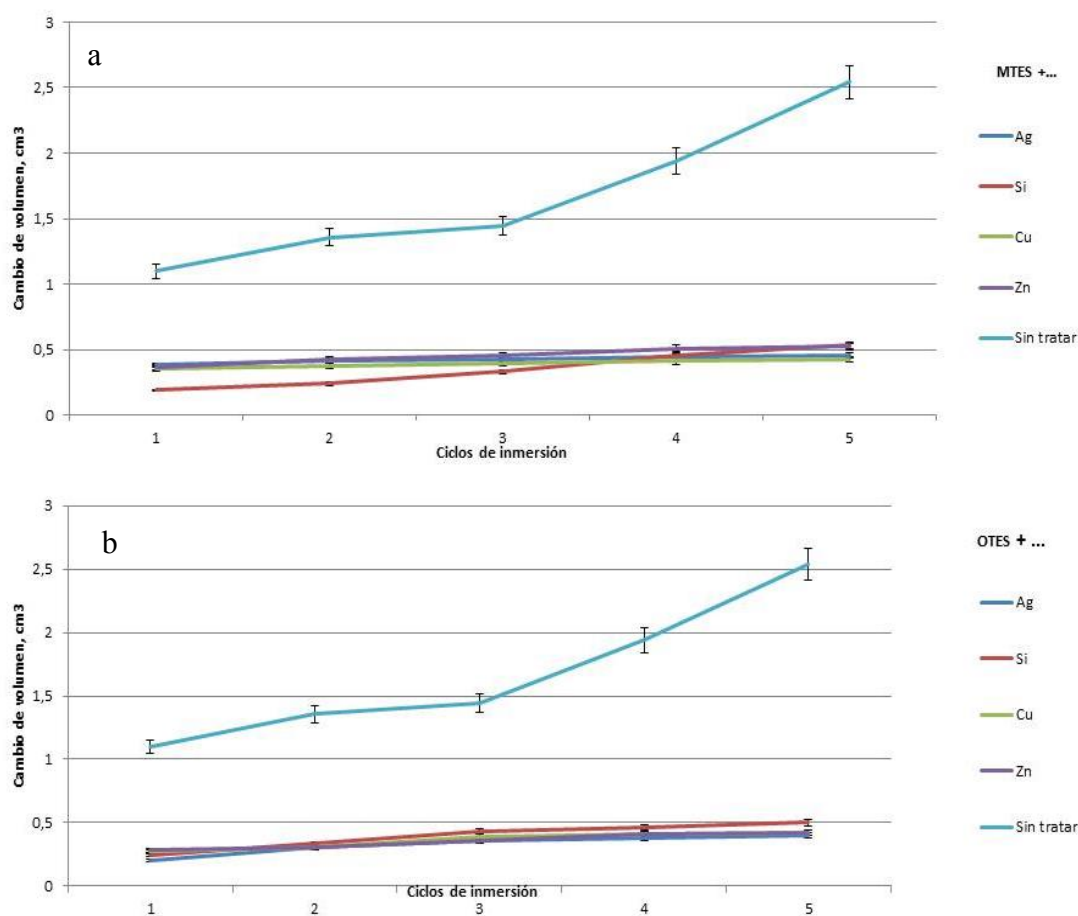 a
Cambio de volumen, cm3
3
2,5
2
1,5
1
0,5
0
1 2 3 4 5
Ciclos de inmersión
MTES +...
Ag
Si
Cu
Zn
Sin tratar
b
Cambio de volumen, cm3
3
2,5
2
1,5
1
0,5
0
Ciclos de inmersión
1 2 3 4 5
OTES + ...
Ag
Si
Cu
Zn
Sin tratar